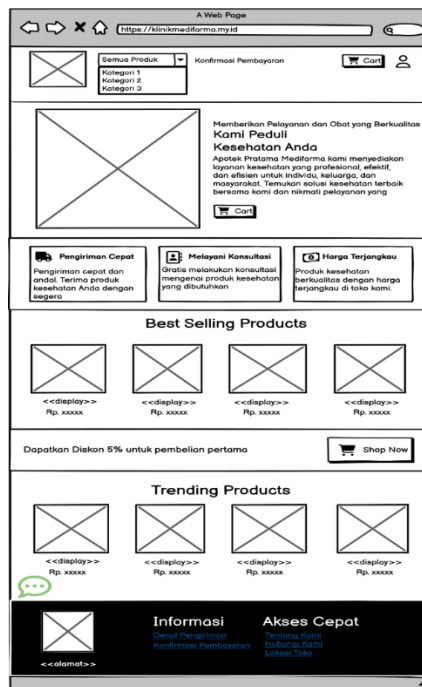 A Web Page
https://klinikmedifarma.my.id
Semua Produk
Konfirmasi Pembayaran
Cart
Kategori 1
Kategori 2
Kategori 3
Memberikan Pelayanan dan Obat yang Berkualitas
Kami Peduli
Kesehatan Anda
Apotek Pratama Medifarma kami menyediakan
layanan kesehatan yang profesional, efektif,
dan efisien untuk individu, keluarga, dan
masyarakat. Temukan solusi kesehatan terbaik
bersama kami dan nikmati pelayanan yang
Cart
Pengiriman Cepat
Pengiriman cepat dan
andal. Terima produk
kesehatan Anda dengan
segera
Melayani Konsultasi
Gratis melakukan konsultasi
mengenai produk kesehatan
yang dibutuhkan
Harga Terjangkau
Produk kesehatan
berkualitas dengan harga
terjangkau di toko kami.
Best Selling Products
<<display>> <<display>> <<display>> <<display>>
Rp. xxxxx Rp. xxxxx Rp. xxxxx Rp. xxxxx
Dapatkan Diskon 5% untuk pembelian pertama
Shop Now
Trending Products
<<display>> <<display>> <<display>> <<display>>
Rp. xxxxx Rp. xxxxx Rp. xxxxx Rp. xxxxx
<<alamat>>
Informasi
Detail Pengiriman
Konfirmasi Pembayaran
Akses Cepat
Tentang Kami
Hubungi Kami
Lokasi Toko